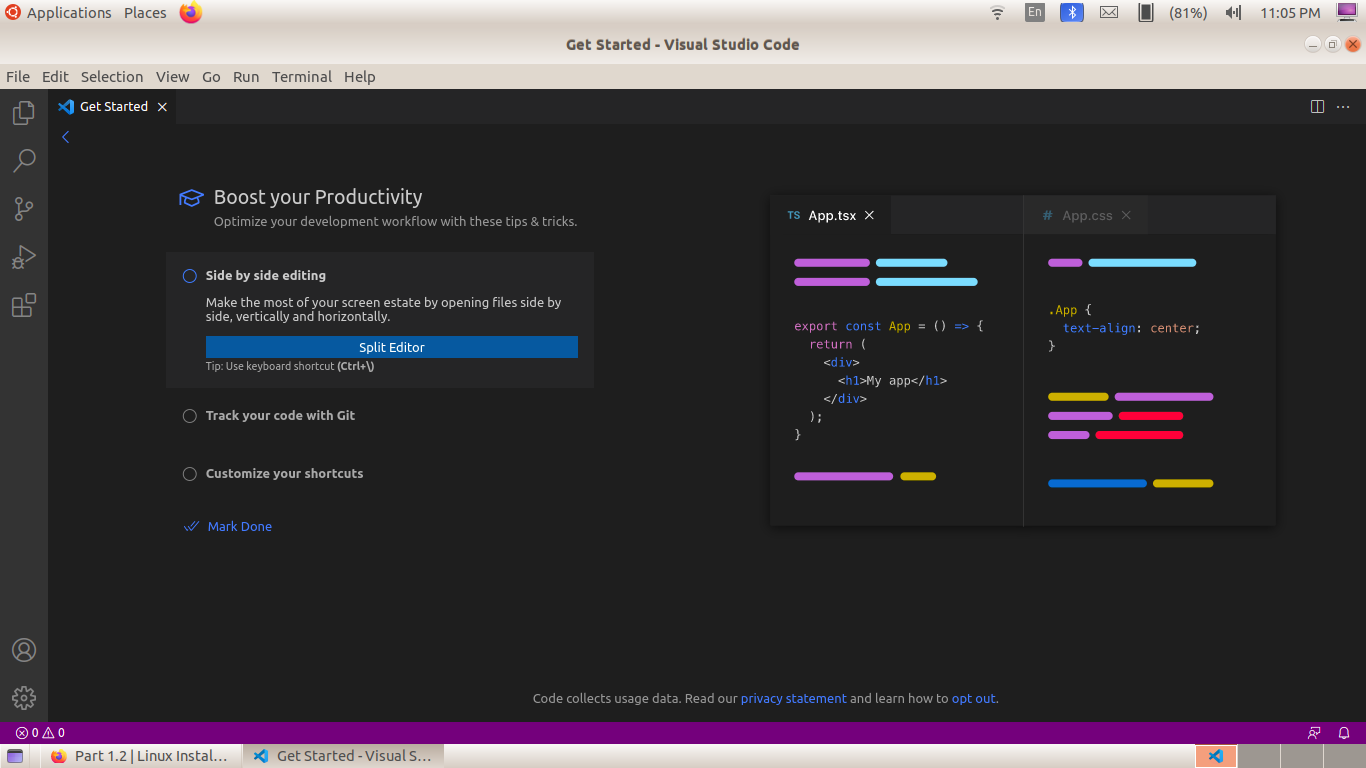 Applications Places En (81%) 11:05 PM
Get Started - Visual Studio Code
File Edit Selection View Go Run Terminal Help
Get Started
Boost your Productivity
Optimize your development workflow with these tips & tricks.
Side by side editing
Make the most of your screen estate by opening files side by
side, vertically and horizontally.
Split Editor
Tip: Use keyboard shortcut (Ctrl+\)
Track your code with Git
Customize your shortcuts
Mark Done
TS App.tsx
export const App = () => {
return (
<div>
<h1>My app</h1>
</div>
);
}
# App.css
.App {
text-align: center;
}
Code collects usage data. Read our privacy statement and learn how to opt out.
0 0
Part 1.2 | Linux Instal... Get Started - Visual S...